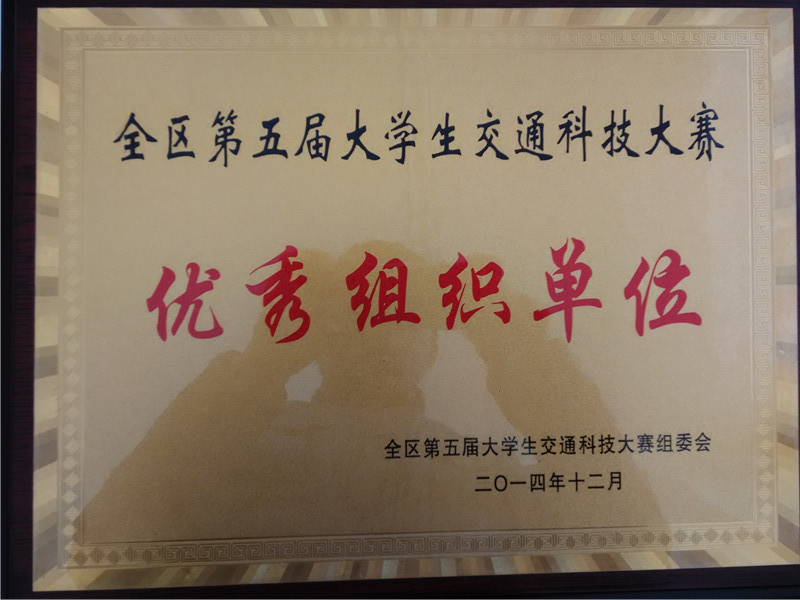 全区第五届大学生交通科技大赛
优秀组织单位
全区第五届大学生交通科技大赛组委会
二〇一四年十二月